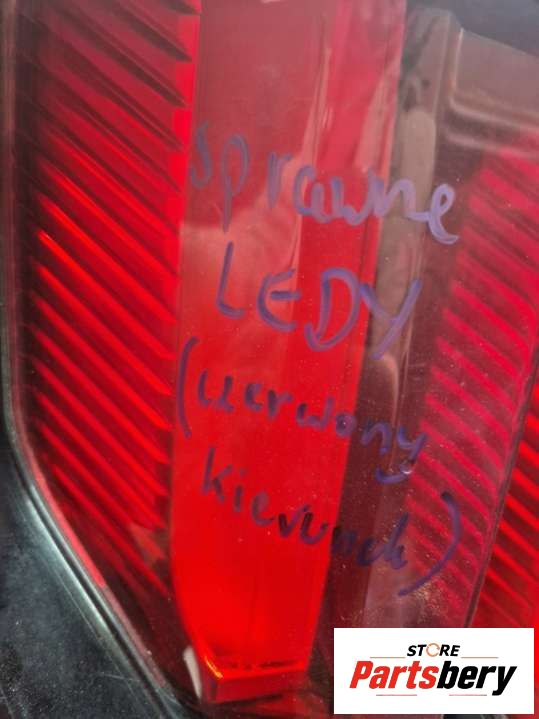 sprawne
LEDY
(czerwony
kierunek)
STORE
Partsbery